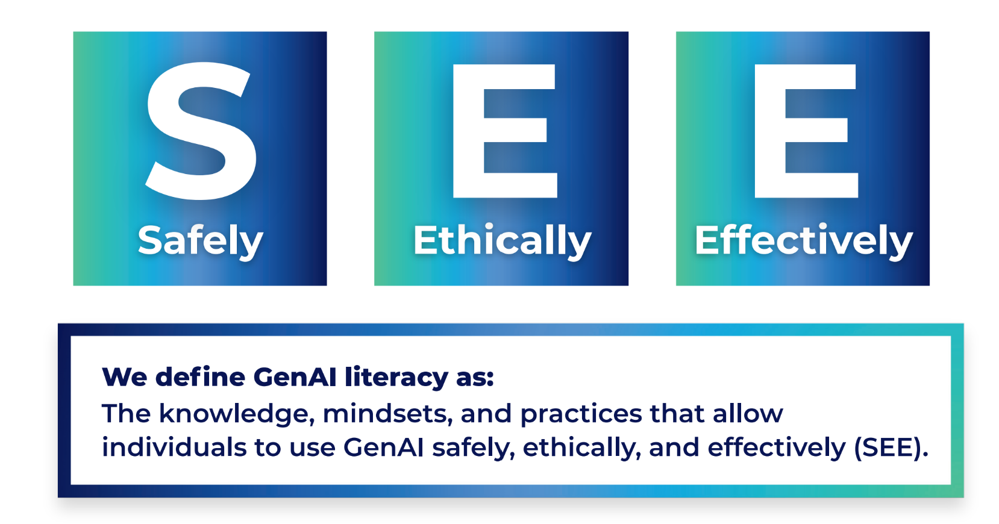 S
Safely
E
Ethically
E
Effectively
We define GenAI literacy as:
The knowledge, mindsets, and practices that allow
individuals to use GenAI safely, ethically, and effectively (SEE).